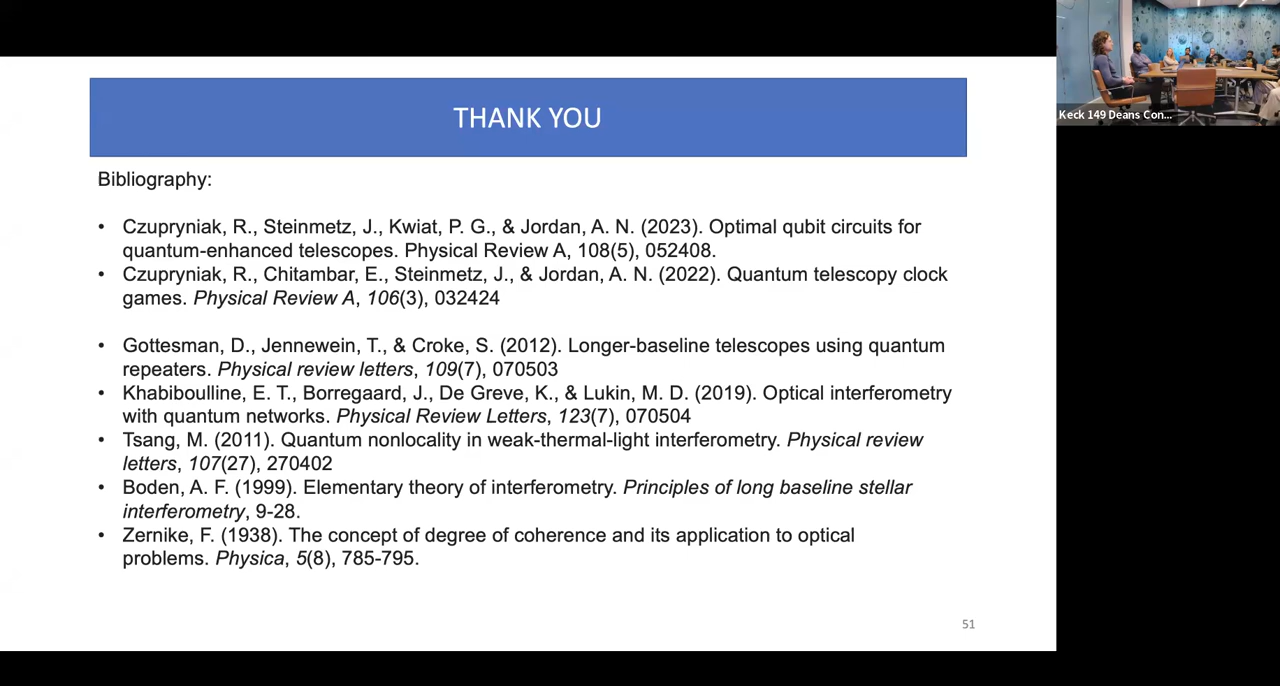 THANK YOU
Keck 149 Deans Con...
Bibliography:
• Czupryniak, R., Steinmetz, J., Kwiat, P. G., & Jordan, A. N. (2023). Optimal qubit circuits for
quantum-enhanced telescopes. Physical Review A, 108(5), 052408.
• Czupryniak, R., Chitambar, E., Steinmetz, J., & Jordan, A. N. (2022). Quantum telescopy clock
games. Physical Review A, 106(3), 032424
• Gottesman, D., Jennewein, T., & Croke, S. (2012). Longer-baseline telescopes using quantum
repeaters. Physical review letters, 109(7), 070503
• Khabiboulline, E. T., Borregaard, J., De Greve, K., & Lukin, M. D. (2019). Optical interferometry
with quantum networks. Physical Review Letters, 123(7), 070504
• Tsang, M. (2011). Quantum nonlocality in weak-thermal-light interferometry. Physical review
letters, 107(27), 270402
• Boden, A. F. (1999). Elementary theory of interferometry. Principles of long baseline stellar
interferometry, 9-28.
• Zernike, F. (1938). The concept of degree of coherence and its application to optical
problems. Physica, 5(8), 785-795.
51